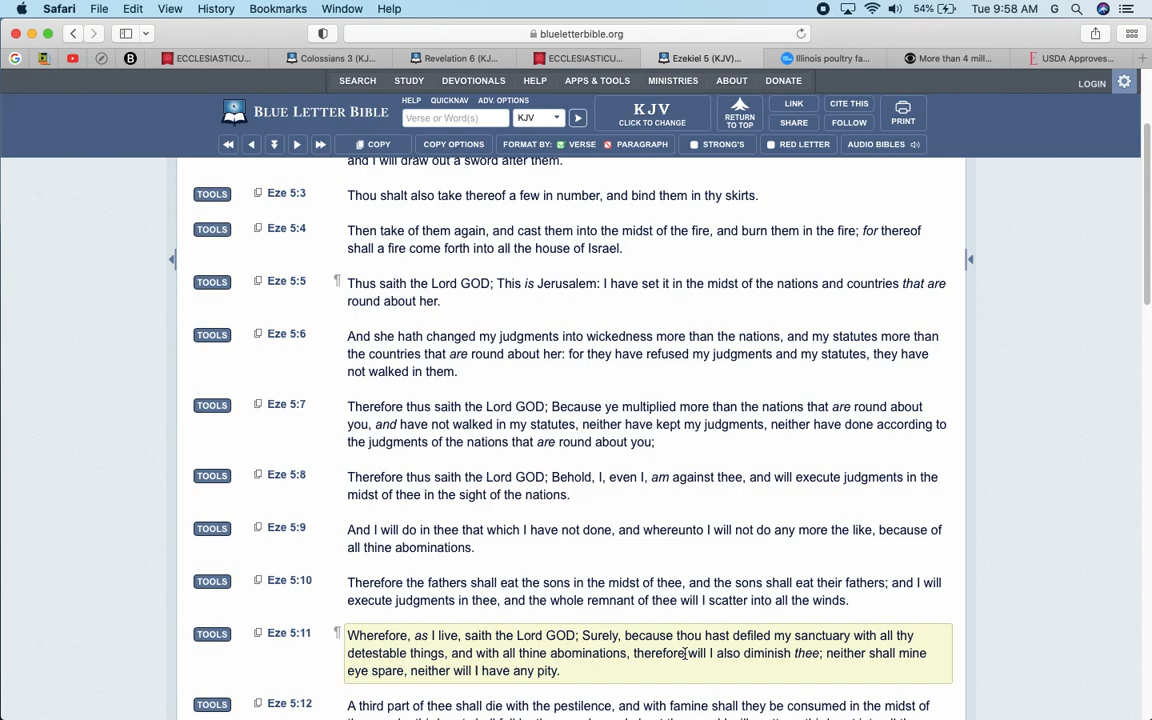 Safari File Edit View History Bookmarks Window Help 54% Tue 9:58 AM G
blueletterbible.org
ECCLESIASTICU... Colossians 3 (KJ... Revelation 6 (KJ... ECCLESIASTICU... Ezekiel 5 (KJV)... Illinois poultry fa... More than 4 mill... USDA Approves...
SEARCH STUDY DEVOTIONALS HELP APPS & TOOLS MINISTRIES ABOUT DONATE LOGIN
HELP QUICKNAV ADV. OPTIONS
BLUE LETTER BIBLE Verse or Word(s) KJV
KJV
CLICK TO CHANGE
RETURN
TO TOP
LINK CITE THIS
SHARE FOLLOW
PRINT
COPY COPY OPTIONS FORMAT BY: VERSE PARAGRAPH STRONG'S RED LETTER AUDIO BIBLES
and I will draw out a sword after them.
TOOLS Eze 5:3 Thou shalt also take thereof a few in number, and bind them in thy skirts.
TOOLS Eze 5:4 Then take of them again, and cast them into the midst of the fire, and burn them in the fire; for thereof
shall a fire come forth into all the house of Israel.
TOOLS Eze 5:5 ¶ Thus saith the Lord GOD; This is Jerusalem: I have set it in the midst of the nations and countries that are
round about her.
TOOLS Eze 5:6 And she hath changed my judgments into wickedness more than the nations, and my statutes more than
the countries that are round about her: for they have refused my judgments and my statutes, they have
not walked in them.
TOOLS Eze 5:7 Therefore thus saith the Lord GOD; Because ye multiplied more than the nations that are round about
you, and have not walked in my statutes, neither have kept my judgments, neither have done according to
the judgments of the nations that are round about you;
TOOLS Eze 5:8 Therefore thus saith the Lord GOD; Behold, I, even I, am against thee, and will execute judgments in the
midst of thee in the sight of the nations.
TOOLS Eze 5:9 And I will do in thee that which I have not done, and whereunto I will not do any more the like, because of
all thine abominations.
TOOLS Eze 5:10 Therefore the fathers shall eat the sons in the midst of thee, and the sons shall eat their fathers; and I will
execute judgments in thee, and the whole remnant of thee will I scatter into all the winds.
TOOLS Eze 5:11 ¶ Wherefore, as I live, saith the Lord GOD; Surely, because thou hast defiled my sanctuary with all thy
detestable things, and with all thine abominations, therefore will I also diminish thee; neither shall mine
eye spare, neither will I have any pity.
TOOLS Eze 5:12 A third part of thee shall die with the pestilence, and with famine shall they be consumed in the midst of